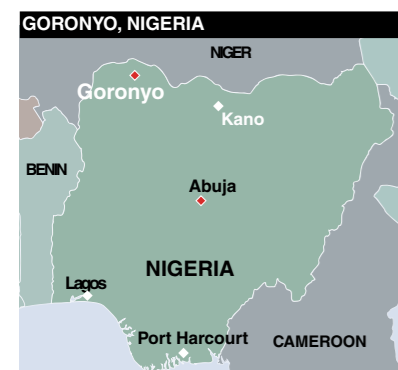 GORONYO, NIGERIA
NIGER
Goronyo
Kano
BENIN
Abuja
NIGERIA
Lagos
Port Harcourt
CAMEROON